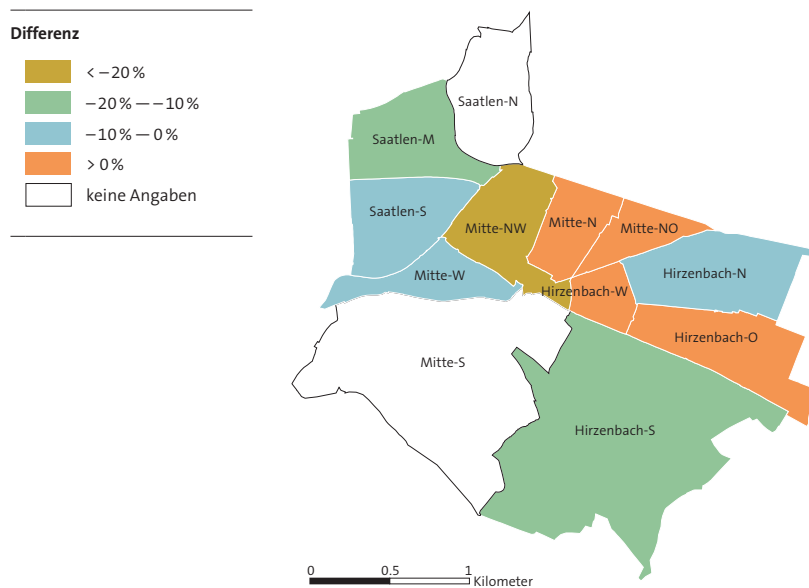 Differenz
< –20 %
–20 % — –10 %
–10 % — 0 %
> 0 %
keine Angaben
Saatlen-N
Saatlen-M
Saatlen-S
Mitte-NW
Mitte-N
Mitte-NO
Mitte-W
Hirzenbach-N
Hirzenbach-W
Hirzenbach-O
Mitte-S
Hirzenbach-S
0 0.5 1
Kilometer